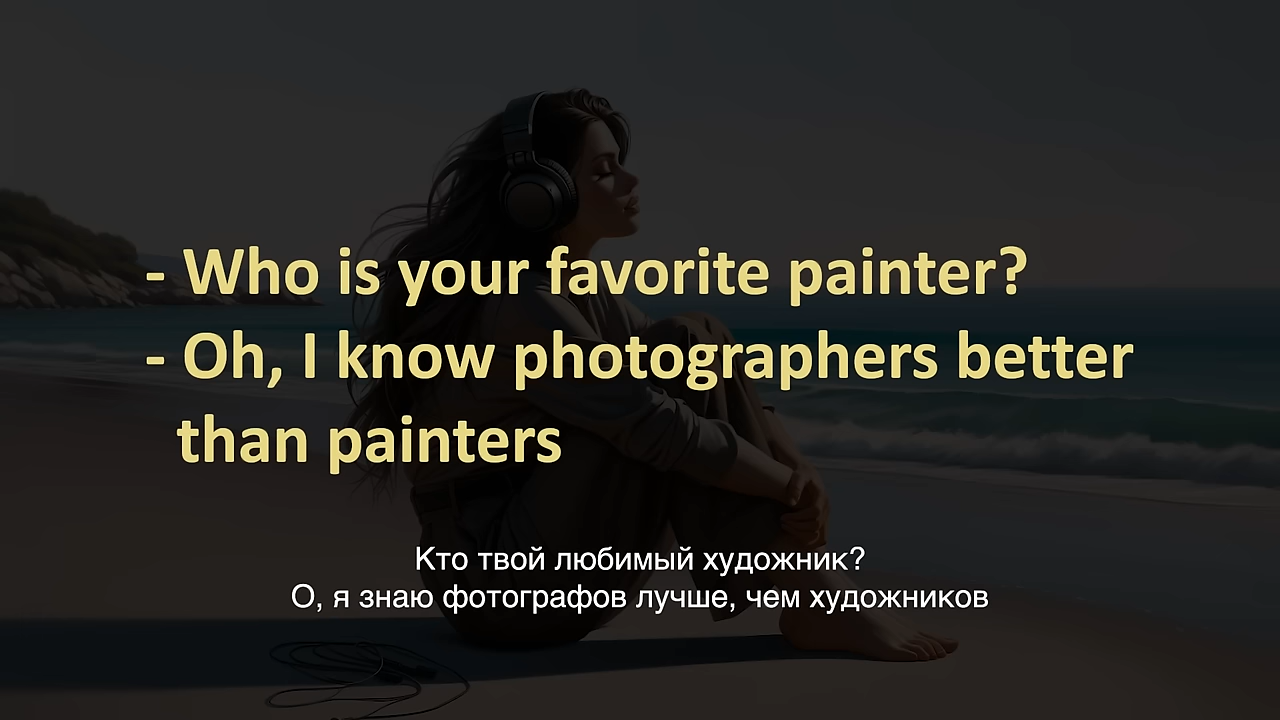 - Who is your favorite painter?
- Oh, I know photographers better
than painters
Кто твой любимый художник?
О, я знаю фотографов лучше, чем художников